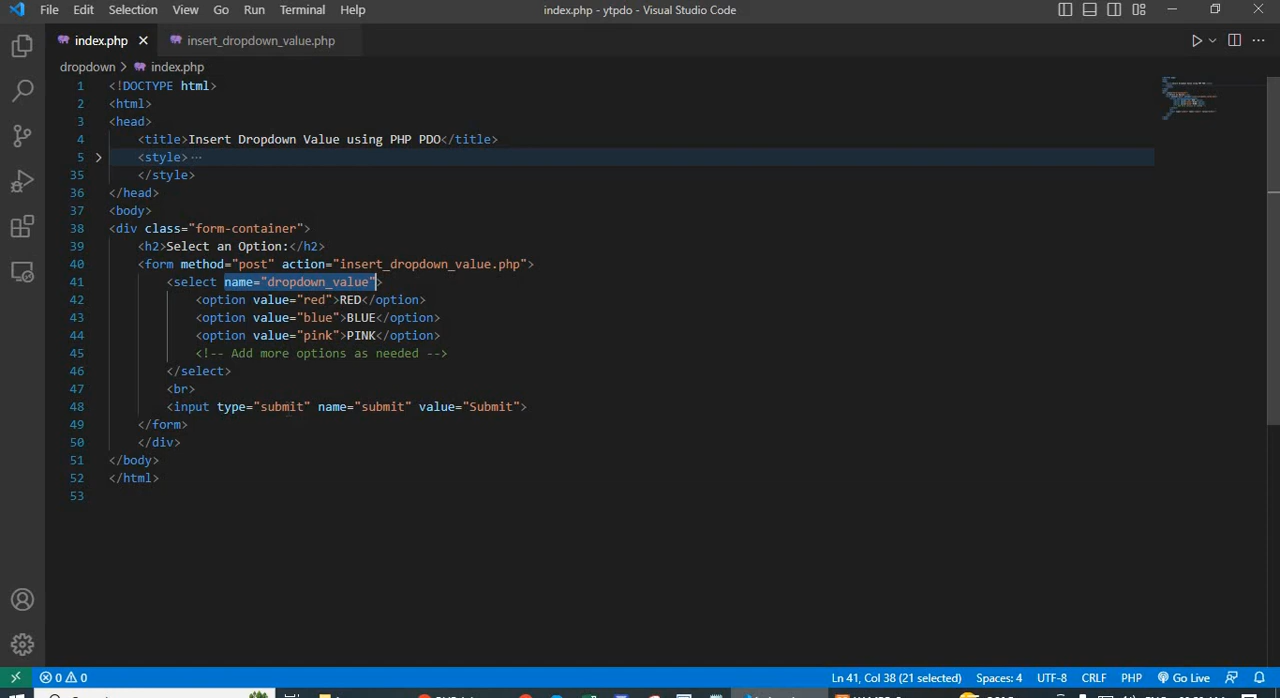 File Edit Selection View Go Run Terminal Help index.php - ytpdo - Visual Studio Code
index.php insert_dropdown_value.php
dropdown > index.php
1 <!DOCTYPE html>
2 <html>
3 <head>
4 <title>Insert Dropdown Value using PHP PDO</title>
5 <style> ···
35 </style>
36 </head>
37 <body>
38 <div class="form-container">
39 <h2>Select an Option:</h2>
40 <form method="post" action="insert_dropdown_value.php">
41 <select name="dropdown_value">
42 <option value="red">RED</option>
43 <option value="blue">BLUE</option>
44 <option value="pink">PINK</option>
45 <!-- Add more options as needed -->
46 </select>
47 <br>
48 <input type="submit" name="submit" value="Submit">
49 </form>
50 </div>
51 </body>
52 </html>
53
0 0 Ln 41, Col 38 (21 selected) Spaces: 4 UTF-8 CRLF PHP Go Live